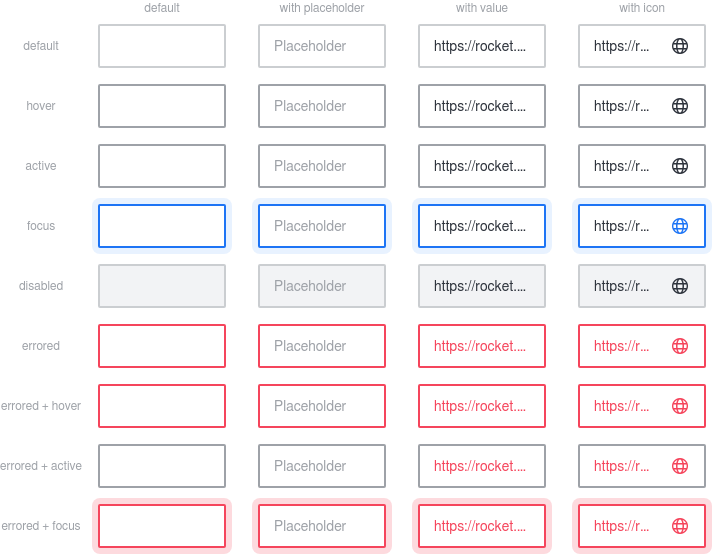 default with placeholder with value with icon
default Placeholder https://rocket.... https://r...
hover Placeholder https://rocket.... https://r...
active Placeholder https://rocket.... https://r...
focus Placeholder https://rocket.... https://r...
disabled Placeholder https://rocket.... https://r...
errored Placeholder https://rocket.... https://r...
errored + hover Placeholder https://rocket.... https://r...
errored + active Placeholder https://rocket.... https://r...
errored + focus Placeholder https://rocket.... https://r...